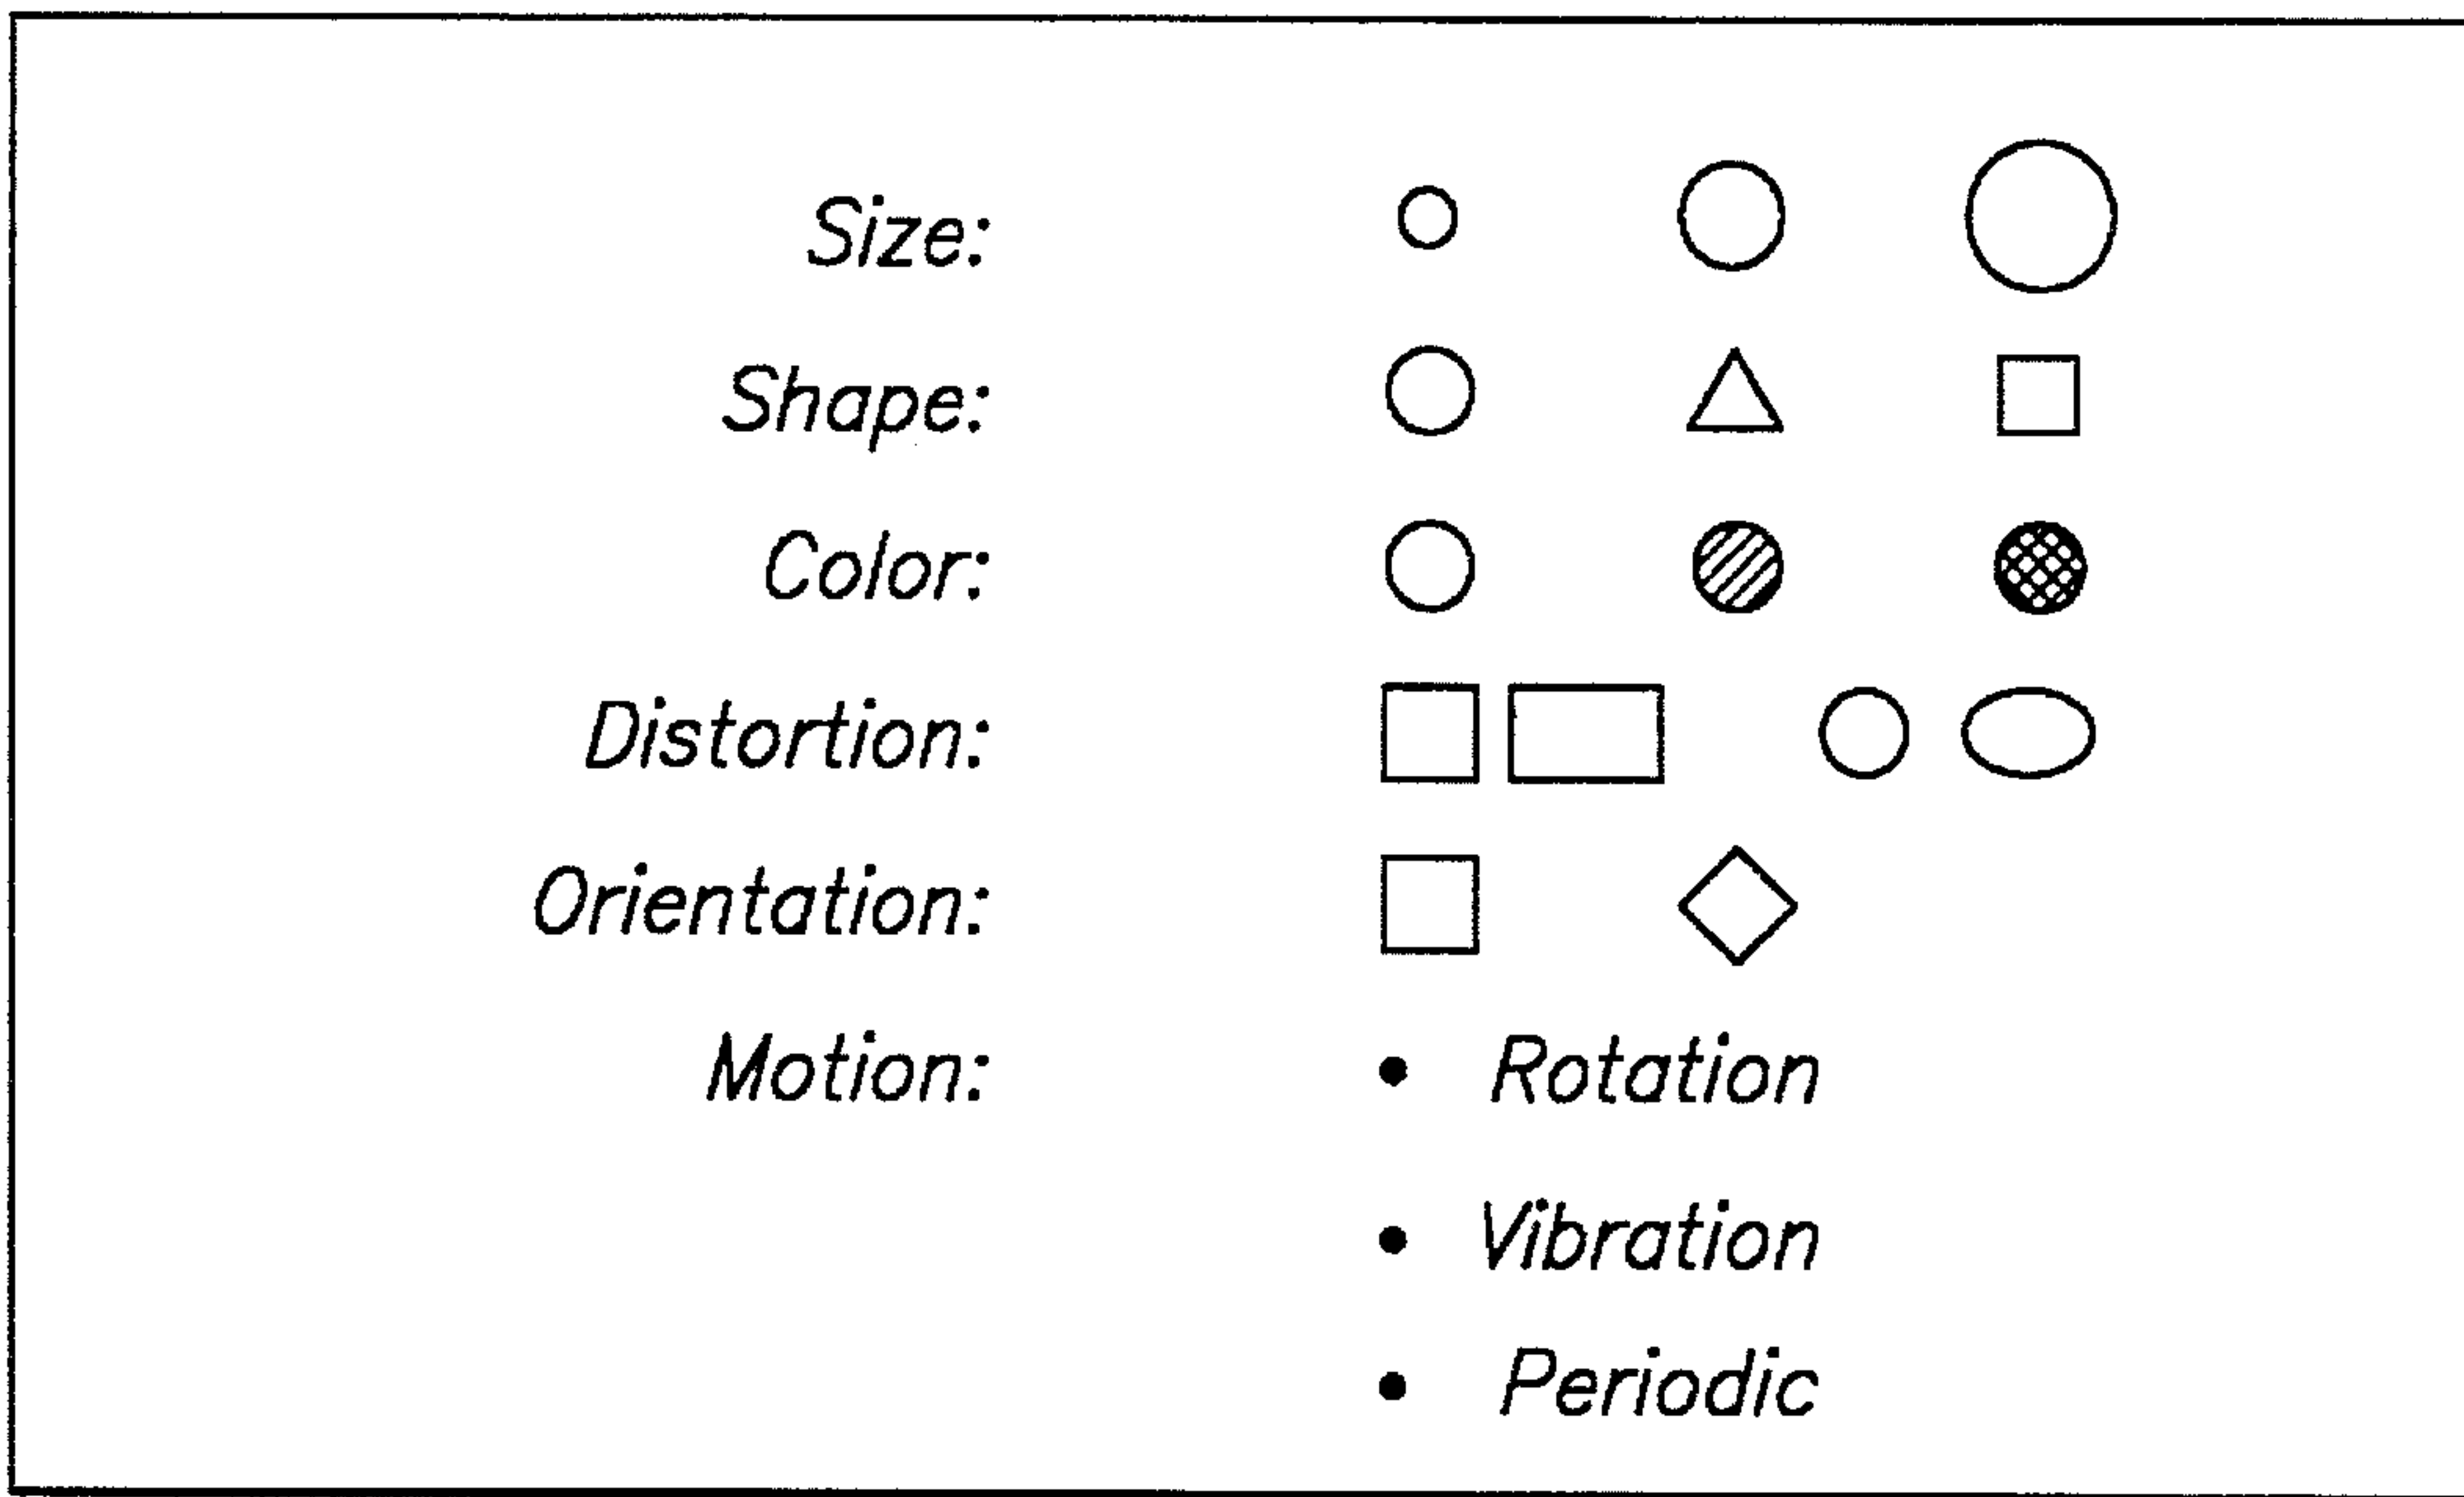 Size:
Shape:
Color:
Distortion:
Orientation:
Motion:
• Rotation
• Vibration
• Periodic